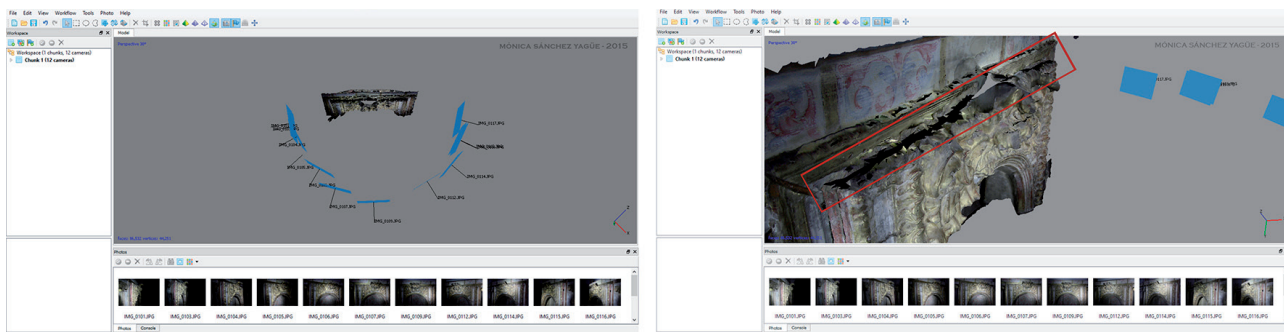 File Edit View Workflow Tools Photo Help
Workspace
Model
Workspace (1 chunks, 12 cameras)
Chunk 1 (12 cameras)
Perspective 30°
MÓNICA SÁNCHEZ YAGÜE - 2015
IMG_0117.JPG
IMG_0104.JPG
IMG_0105.JPG
IMG_0114.JPG
IMG_0107.JPG
IMG_0109.JPG
Photos
IMG_0101.JPG IMG_0103.JPG IMG_0104.JPG IMG_0105.JPG IMG_0106.JPG IMG_0107.JPG IMG_0109.JPG IMG_0112.JPG IMG_0114.JPG IMG_0115.JPG IMG_0116.JPG
Photos Console
File Edit View Workflow Tools Photo Help
Workspace
Model
Workspace (1 chunks, 12 cameras)
Chunk 1 (12 cameras)
Perspective 30°
MÓNICA SÁNCHEZ YAGÜE - 2015
Photos
IMG_0101.JPG IMG_0103.JPG IMG_0104.JPG IMG_0105.JPG IMG_0106.JPG IMG_0107.JPG IMG_0109.JPG IMG_0112.JPG IMG_0114.JPG IMG_0115.JPG IMG_0116.JPG
Photos Console